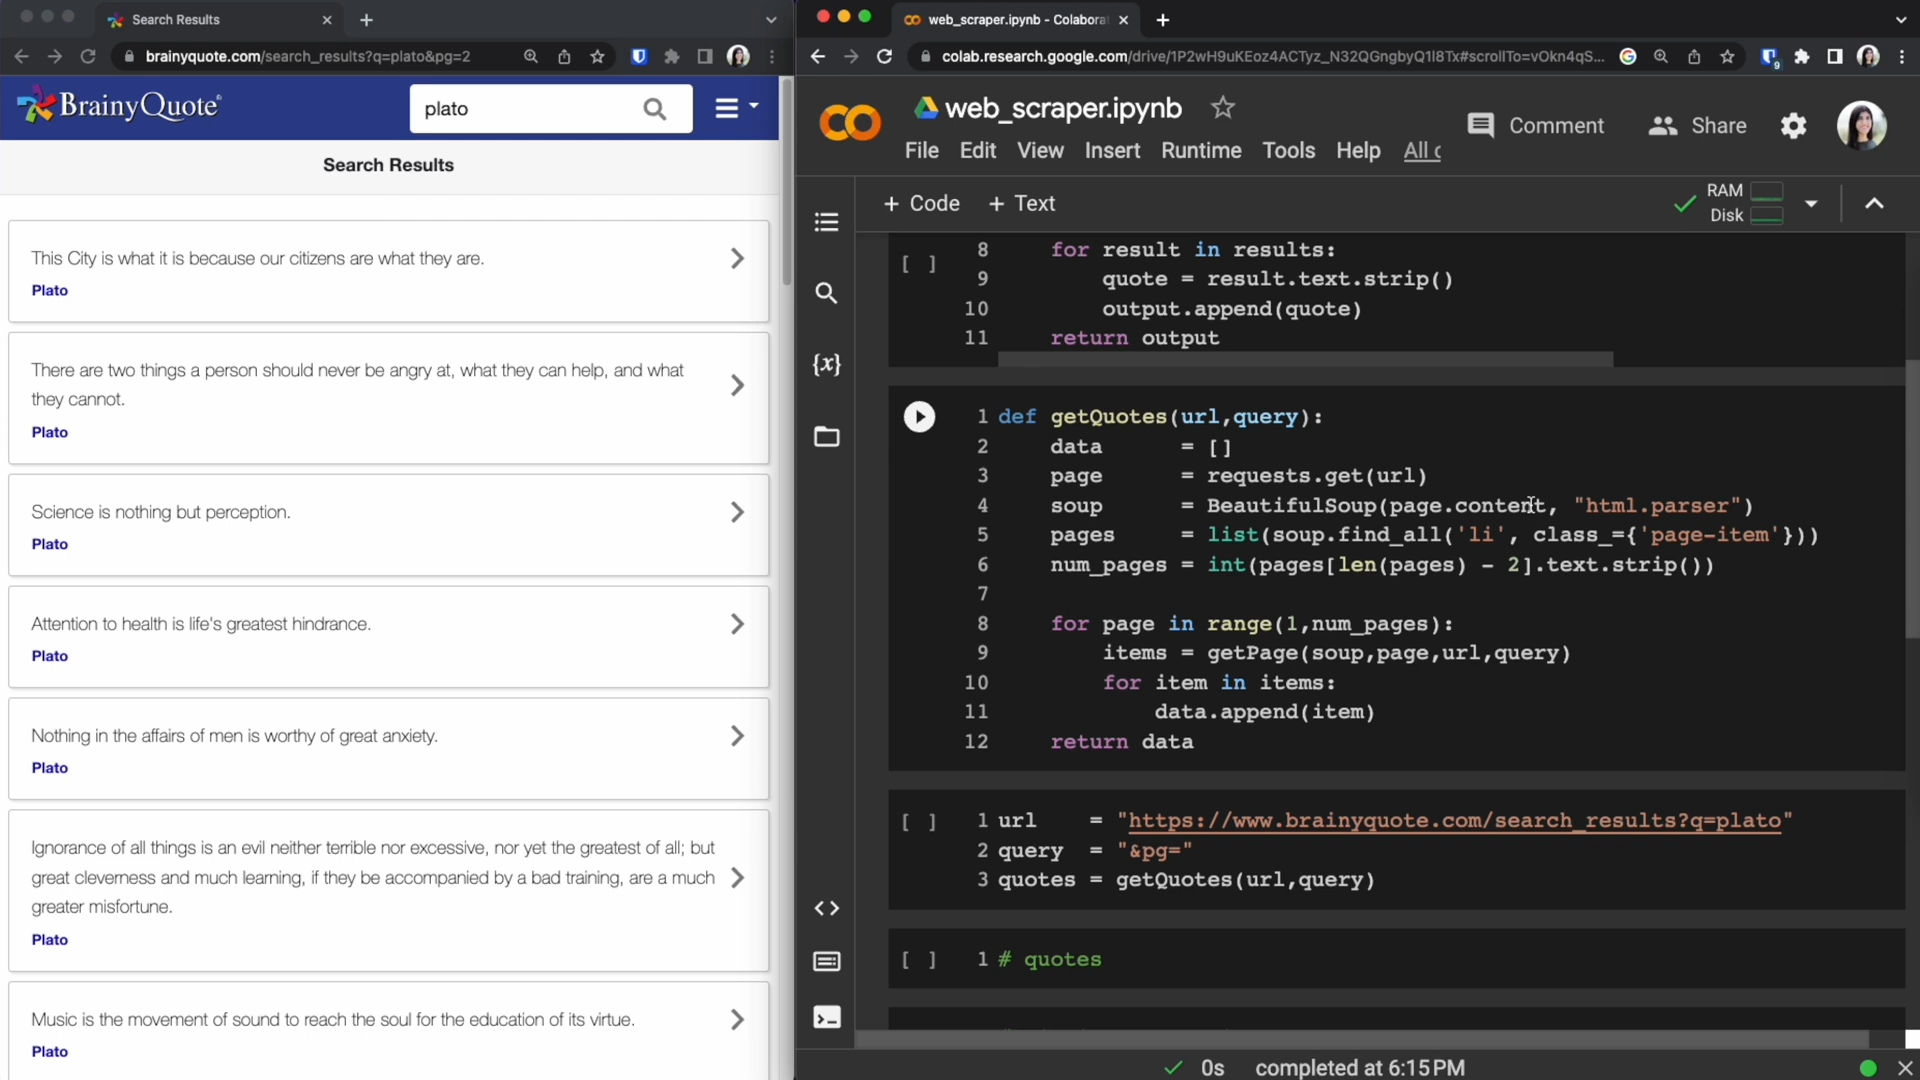 Search Results
brainyquote.com/search_results?q=plato&pg=2
BrainyQuote®
plato
Search Results
This City is what it is because our citizens are what they are.
Plato
There are two things a person should never be angry at, what they can help, and what
they cannot.
Plato
Science is nothing but perception.
Plato
Attention to health is life's greatest hindrance.
Plato
Nothing in the affairs of men is worthy of great anxiety.
Plato
Ignorance of all things is an evil neither terrible nor excessive, nor yet the greatest of all; but
great cleverness and much learning, if they be accompanied by a bad training, are a much
greater misfortune.
Plato
Music is the movement of sound to reach the soul for the education of its virtue.
Plato
web_scraper.ipynb - Colabora
colab.research.google.com/drive/1P2wH9uKEoz4ACTyz_N32QGngbyQ1l8Tx#scrollTo=vOkn4qS...
9
web_scraper.ipynb
Comment
Share
File Edit View Insert Runtime Tools Help All c
+ Code + Text
RAM
Disk
{x}
[ ]
8 for result in results:
9 quote = result.text.strip()
10 output.append(quote)
11 return output
1 def getQuotes(url,query):
2 data = []
3 page = requests.get(url)
4 soup = BeautifulSoup(page.content, "html.parser")
5 pages = list(soup.find_all('li', class_={'page-item'}))
6 num_pages = int(pages[len(pages) - 2].text.strip())
7
8 for page in range(1,num_pages):
9 items = getPage(soup,page,url,query)
10 for item in items:
11 data.append(item)
12 return data
[ ] 1 url = "https://www.brainyquote.com/search_results?q=plato"
2 query = "&pg="
3 quotes = getQuotes(url,query)
[ ] 1 # quotes
0s completed at 6:15 PM